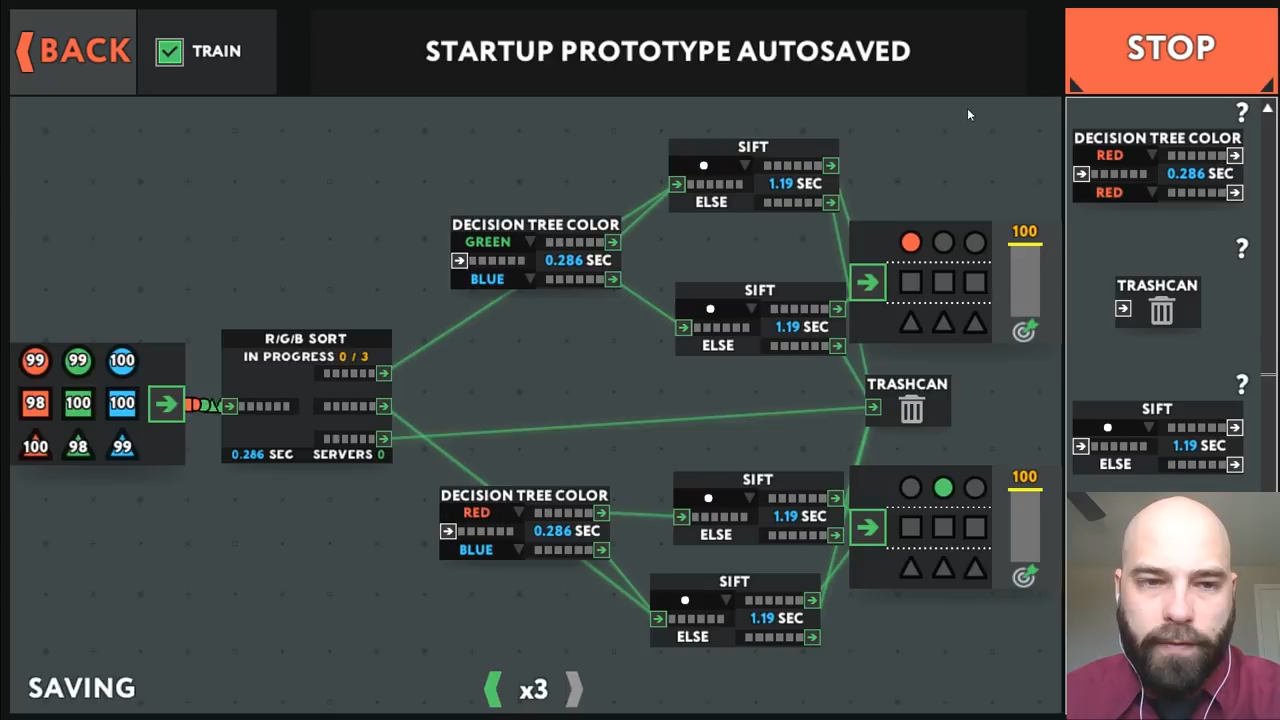 BACK
TRAIN
STARTUP PROTOTYPE AUTOSAVED
STOP
?
DECISION TREE COLOR
RED
0.286 SEC
RED
?
TRASHCAN
?
SIFT
1.19 SEC
ELSE
SIFT
1.19 SEC
ELSE
DECISION TREE COLOR
GREEN
0.286 SEC
BLUE
100
SIFT
1.19 SEC
ELSE
R/G/B SORT
IN PROGRESS 0 / 3
0.286 SEC SERVERS 0
99 99 100
98 100 100
100 98 99
TRASHCAN
DECISION TREE COLOR
RED
0.286 SEC
BLUE
SIFT
1.19 SEC
ELSE
100
SIFT
1.19 SEC
ELSE
SAVING
x3